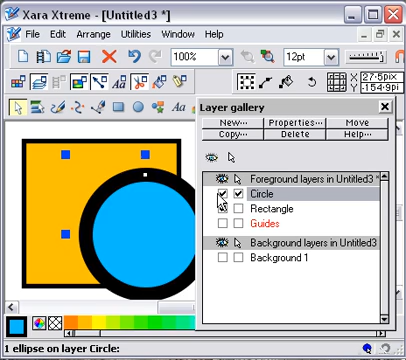 Xara Xtreme - [Untitled3 *]
File Edit Arrange Utilities Window Help
100% 12pt
Aa
X 27.5pix
Y -154.9pi
Layer gallery
New... Properties... Move
Copy... Delete Help...
Foreground layers in Untitled3 *
Circle
Rectangle
Guides
Background layers in Untitled3
Background 1
1 ellipse on layer Circle: